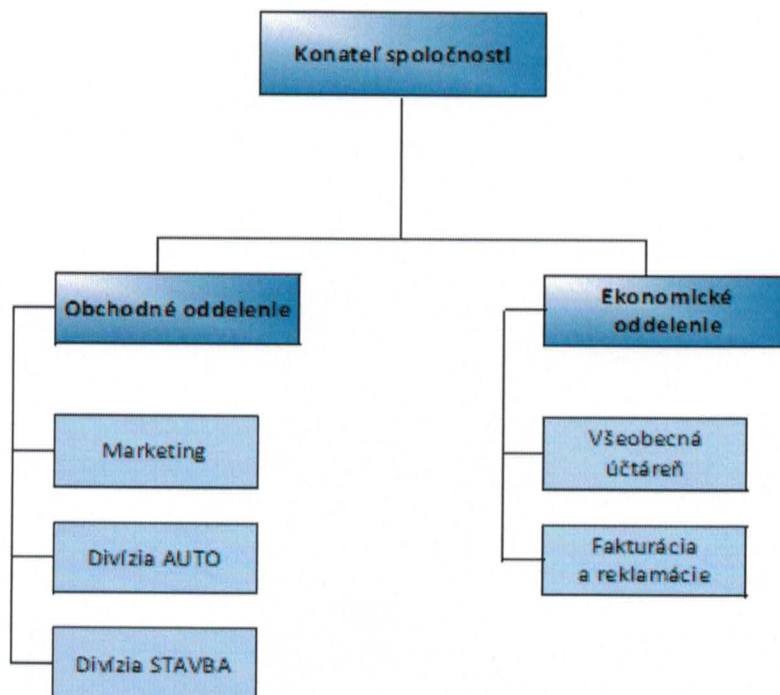 Konateľ spoločnosti
Obchodné oddelenie
Marketing
Divízia AUTO
Divízia STAVBA
Ekonomické
oddelenie
Všeobecná
účtáreň
Fakturácia
a reklamácie